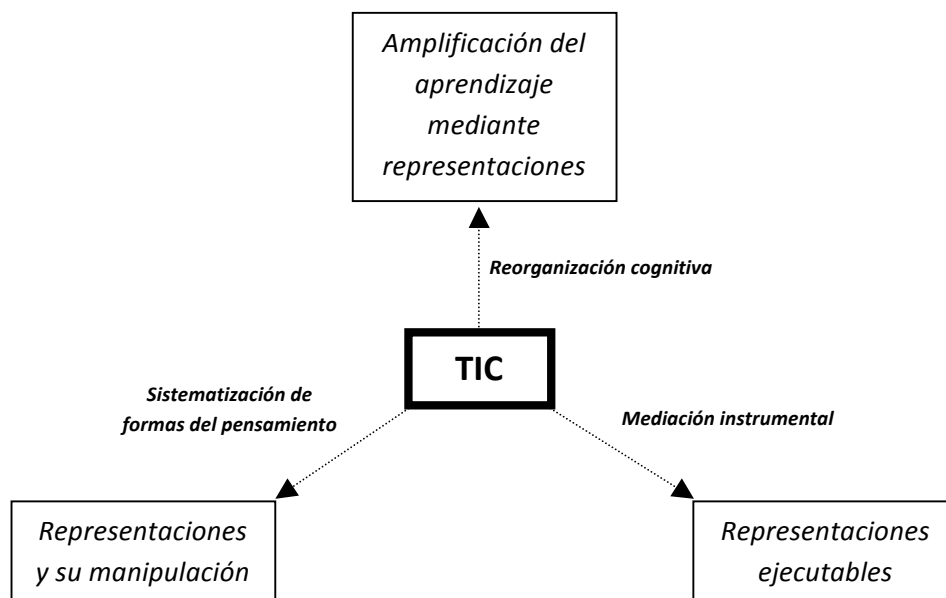 Amplificación del
aprendizaje
mediante
representaciones
Reorganización cognitiva
TIC
Sistematización de
formas del pensamiento
Mediación instrumental
Representaciones
y su manipulación
Representaciones
ejecutables